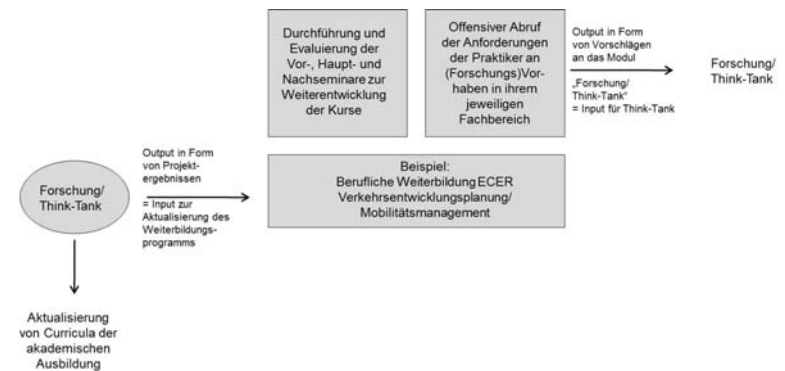 Durchführung und
Evaluierung der
Vor-, Haupt- und
Nachseminare zur
Weiterentwicklung
der Kurse
Offensiver Abruf
der Anforderungen
der Praktiker an
(Forschungs)Vor-
haben in ihrem
jeweiligen
Fachbereich
Output in Form
von Vorschlägen
an das Modul
„Forschung/
Think-Tank"
= Input für Think-Tank
Forschung/
Think-Tank
Forschung/
Think-Tank
Output in Form
von Projekt-
ergebnissen
= Input zur
Aktualisierung des
Weiterbildungs-
programms
Beispiel:
Berufliche Weiterbildung ECER
Verkehrsentwicklungsplanung/
Mobilitätsmanagement
Aktualisierung
von Curricula der
akademischen
Ausbildung